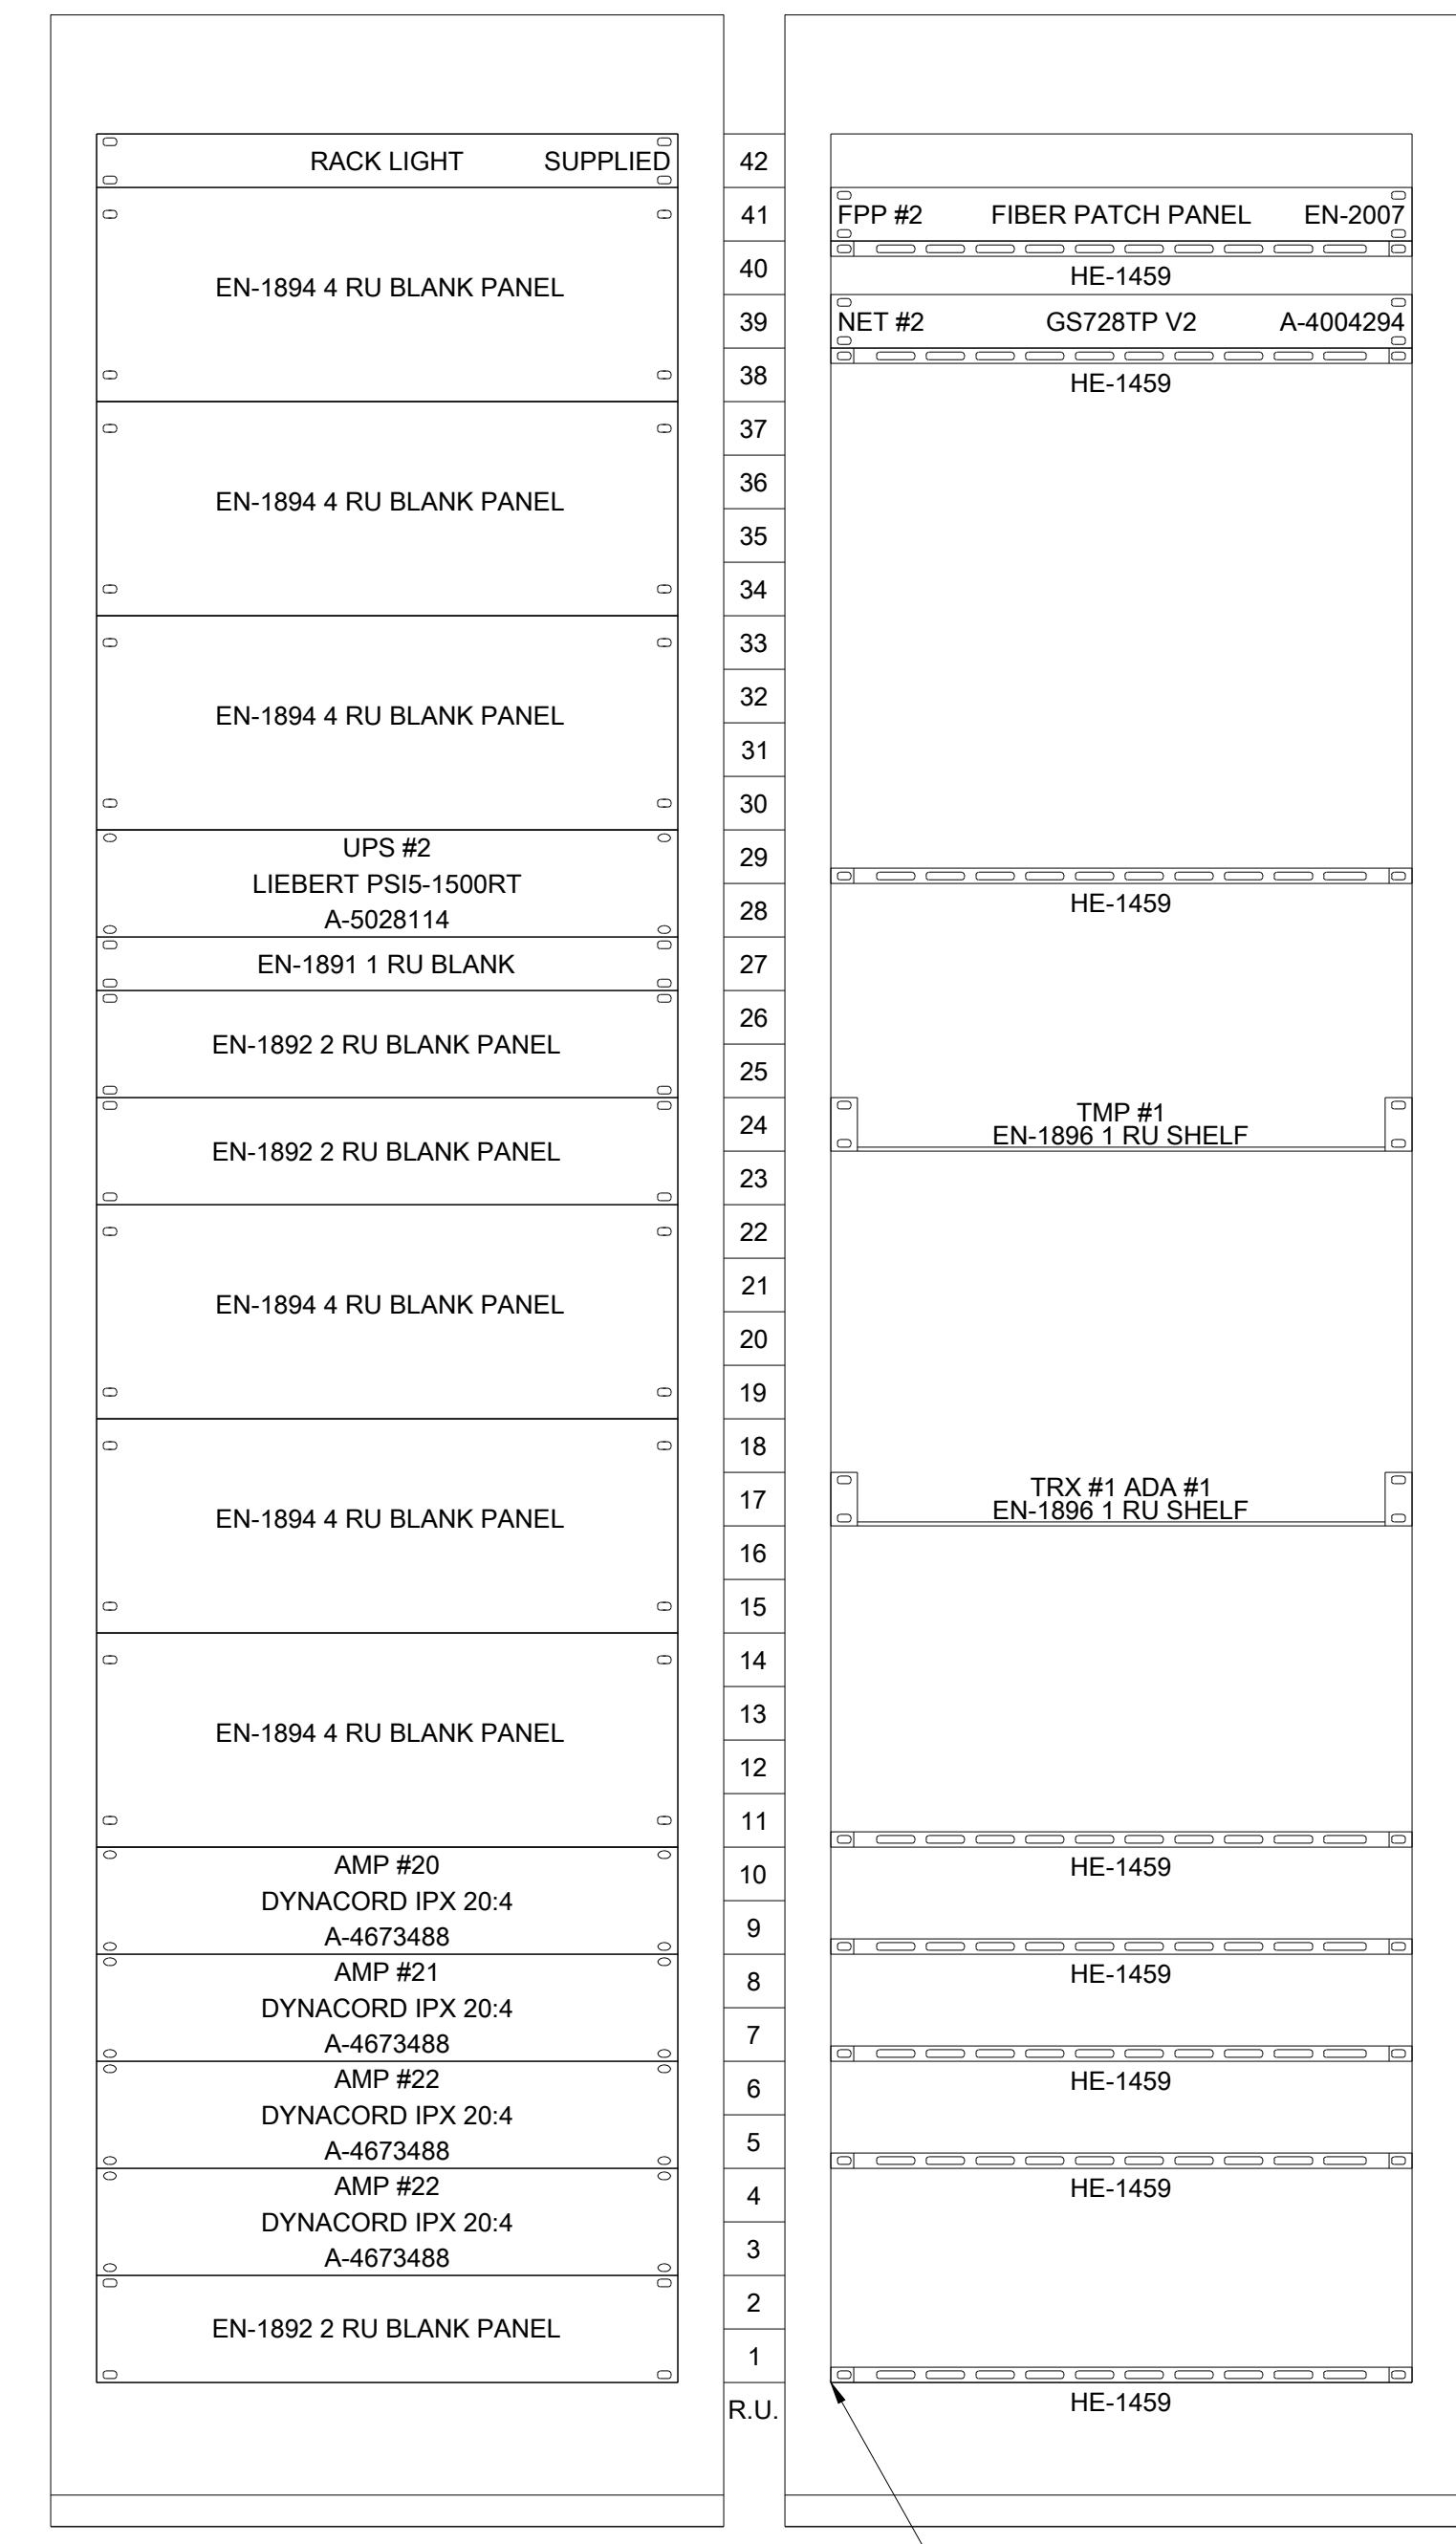 RACK LIGHT SUPPLIED
EN-1894 4 RU BLANK PANEL
EN-1894 4 RU BLANK PANEL
EN-1894 4 RU BLANK PANEL
UPS #2
LIEBERT PSI5-1500RT
A-5028114
EN-1891 1 RU BLANK
EN-1892 2 RU BLANK PANEL
EN-1892 2 RU BLANK PANEL
EN-1894 4 RU BLANK PANEL
EN-1894 4 RU BLANK PANEL
EN-1894 4 RU BLANK PANEL
AMP #20
DYNACORD IPX 20:4
A-4673488
AMP #21
DYNACORD IPX 20:4
A-4673488
AMP #22
DYNACORD IPX 20:4
A-4673488
AMP #22
DYNACORD IPX 20:4
A-4673488
EN-1892 2 RU BLANK PANEL
42
41
40
39
38
37
36
35
34
33
32
31
30
29
28
27
26
25
24
23
22
21
20
19
18
17
16
15
14
13
12
11
10
9
8
7
6
5
4
3
2
1
R.U.
FPP #2 FIBER PATCH PANEL EN-2007
HE-1459
NET #2 GS728TP V2 A-4004294
HE-1459
HE-1459
TMP #1
EN-1896 1 RU SHELF
TRX #1 ADA #1
EN-1896 1 RU SHELF
HE-1459
HE-1459
HE-1459
HE-1459
HE-1459